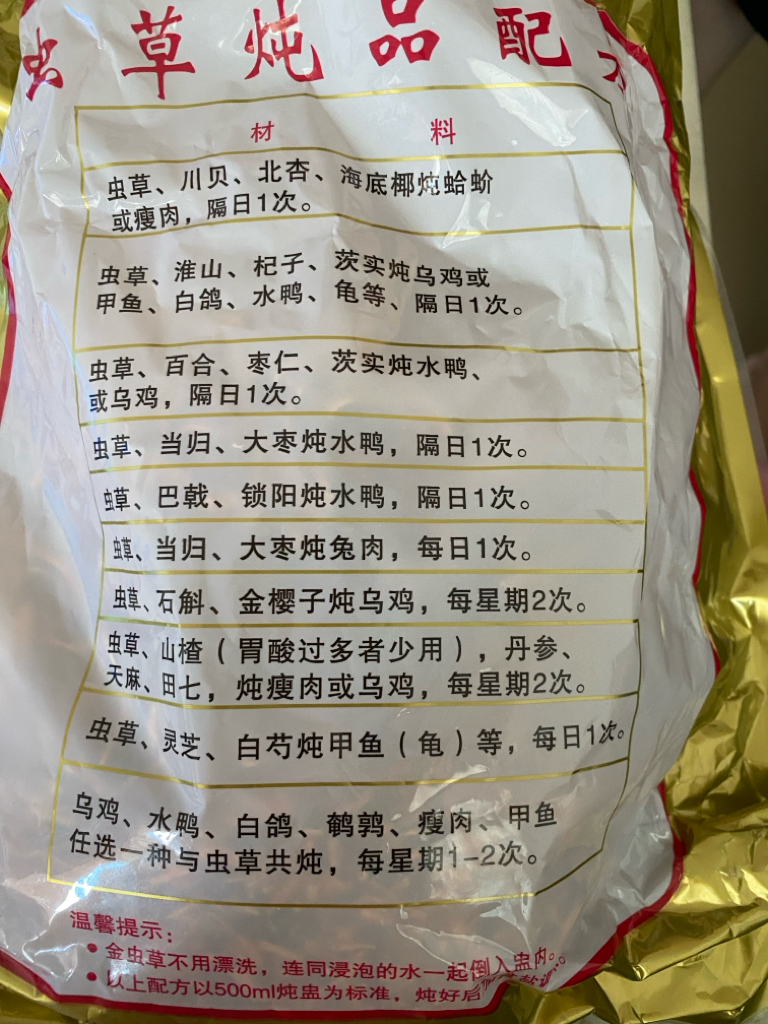 虫草炖品配方
材料
虫草、川贝、北杏、海底椰炖蛤蚧
或瘦肉，隔日1次。
虫草、淮山、杞子、茨实炖乌鸡或
甲鱼、白鸽、水鸭、龟等、隔日1次。
虫草、百合、枣仁、茨实炖水鸭、
或乌鸡，隔日1次。
虫草、当归、大枣炖水鸭，隔日1次。
虫草、巴戟、锁阳炖水鸭，隔日1次。
虫草、当归、大枣炖兔肉，每日1次。
虫草、石斛、金樱子炖乌鸡，每星期2次。
虫草、山楂（胃酸过多者少用），丹参、
天麻、田七，炖瘦肉或乌鸡，每星期2次。
虫草、灵芝、白芍炖甲鱼（龟）等，每日1次。
乌鸡、水鸭、白鸽、鹌鹑、瘦肉、甲鱼
任选一种与虫草共炖，每星期1-2次。
温馨提示：
• 金虫草不用漂洗，连同浸泡的水一起倒入盅内。
• 以上配方以500ml炖盅为标准，炖好后